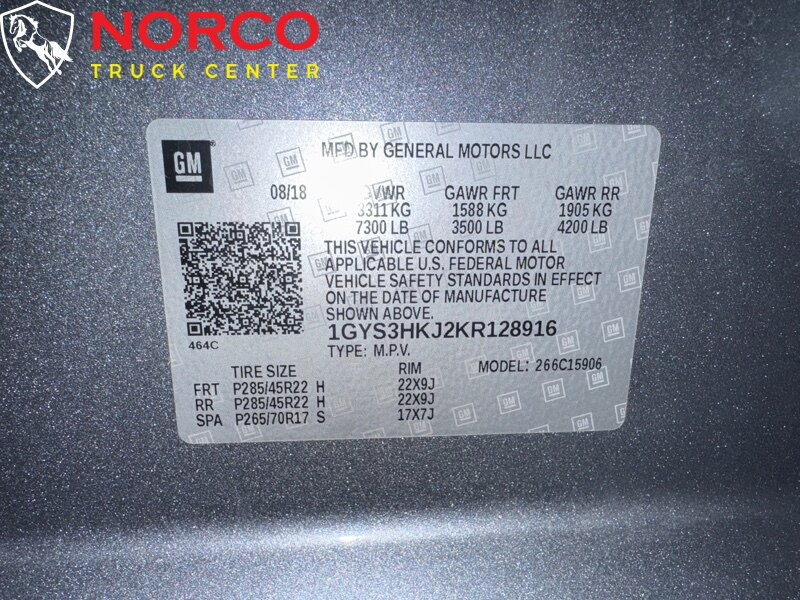 NORCO
TRUCK CENTER
GM
MFD BY GENERAL MOTORS LLC
08/18 GVWR GAWR FRT GAWR RR
3311 KG 1588 KG 1905 KG
7300 LB 3500 LB 4200 LB
THIS VEHICLE CONFORMS TO ALL
APPLICABLE U.S. FEDERAL MOTOR
VEHICLE SAFETY STANDARDS IN EFFECT
ON THE DATE OF MANUFACTURE
SHOWN ABOVE.
464C
1GYS3HKJ2KR128916
TYPE: M.P.V.
TIRE SIZE RIM MODEL: 266C15906
FRT P285/45R22 H 22X9J
RR P285/45R22 H 22X9J
SPA P265/70R17 S 17X7J